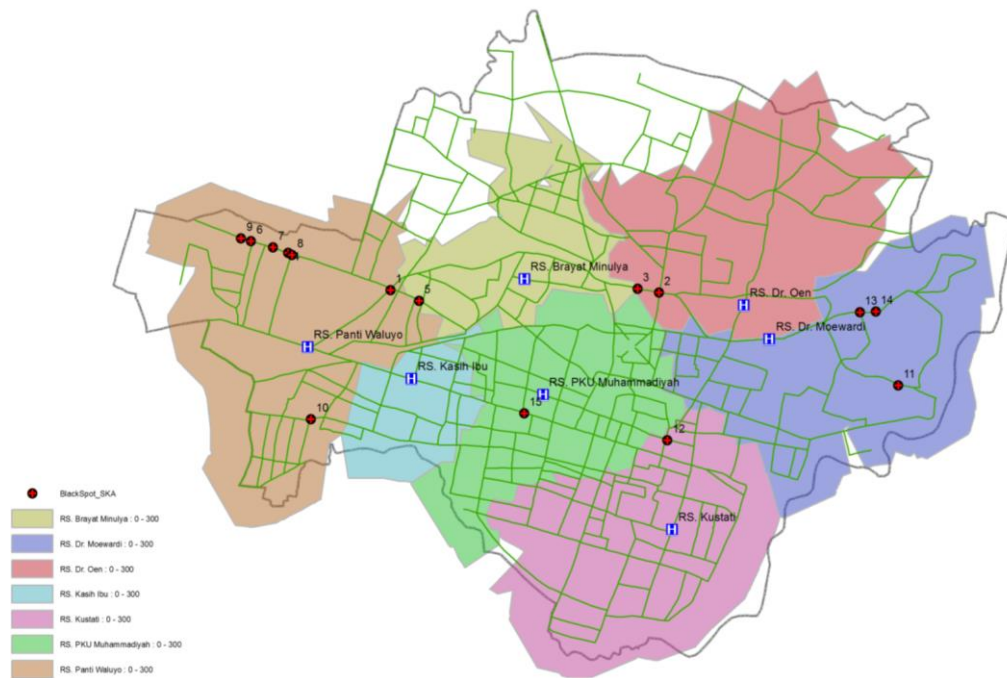 9
6
7
8
1
5
RS. Brayat Minulya
3
2
RS. Dr. Oen
13
14
RS. Dr. Moewardi
RS. Panti Waluyo
RS. Kasih Ibu
RS. PKU Muhammadiyah
11
10
15
12
RS. Kustati
BlackSpot_SKA
RS. Brayat Minulya : 0 - 300
RS. Dr. Moewardi : 0 - 300
RS. Dr. Oen : 0 - 300
RS. Kasih Ibu : 0 - 300
RS. Kustati : 0 - 300
RS. PKU Muhammadiyah : 0 - 300
RS. Panti Waluyo : 0 - 300